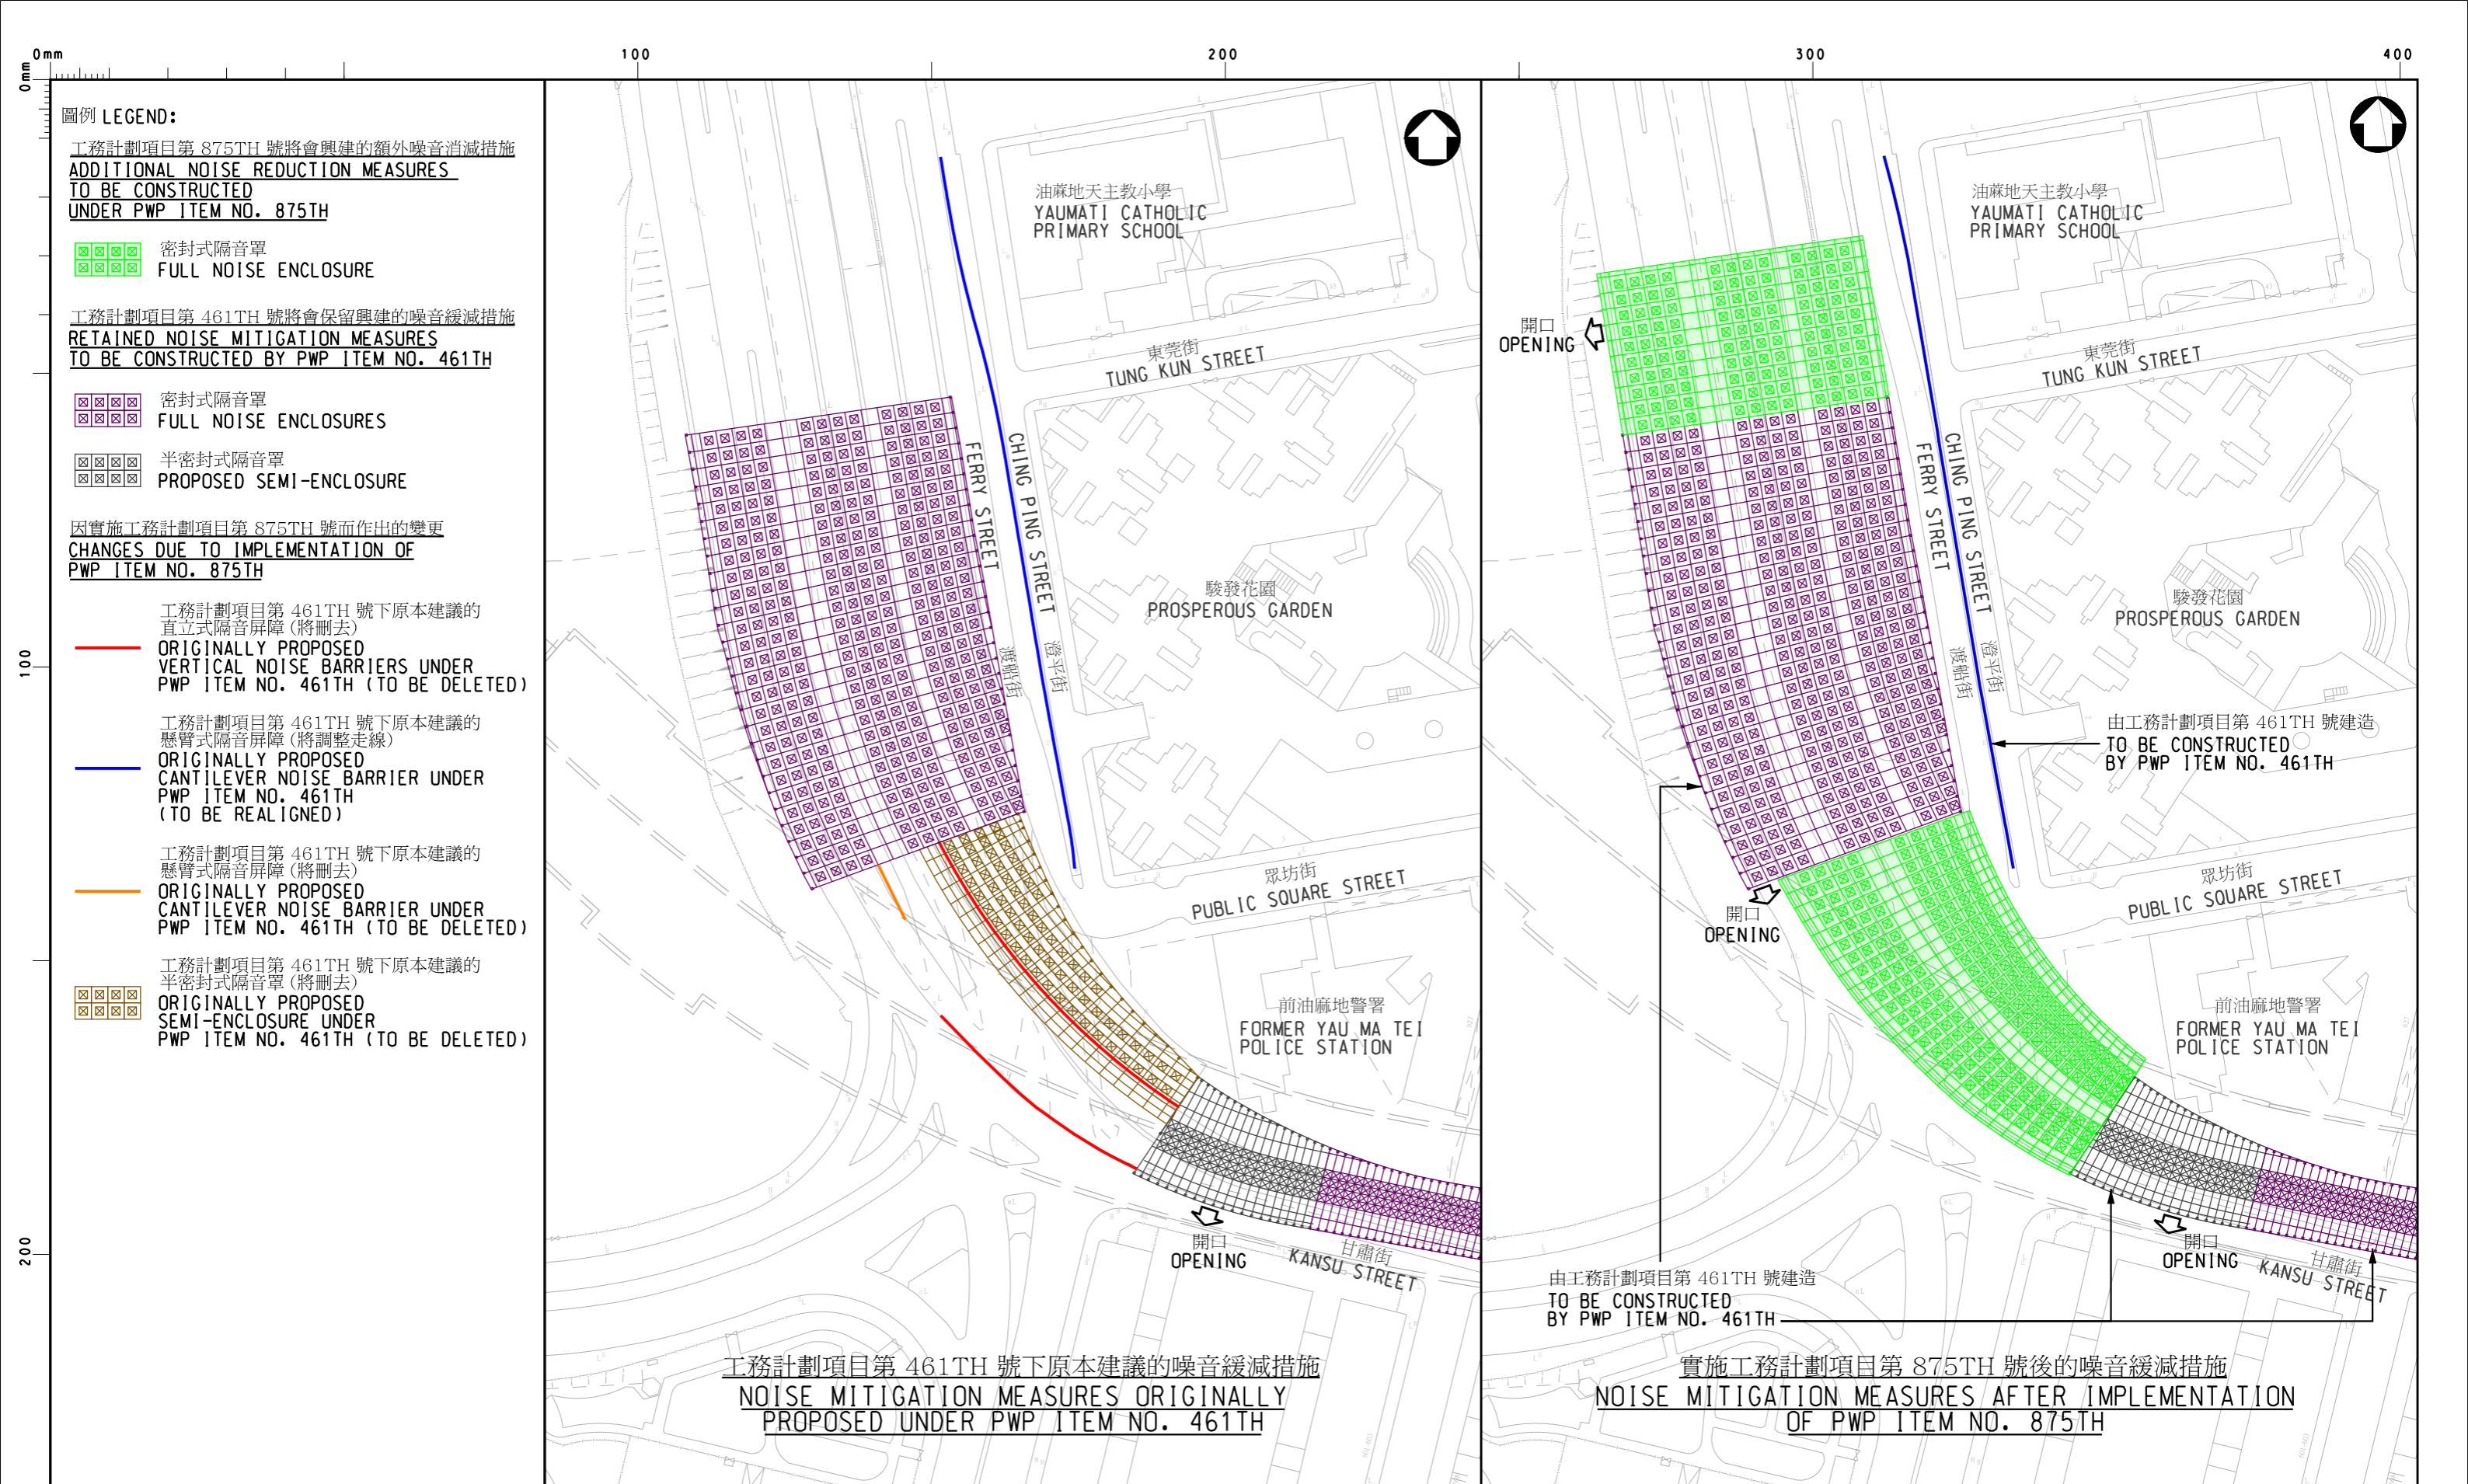 0mm
100
200
300
400
0mm
100
200
圖例 LEGEND:
工務計劃項目第 875TH 號將會興建的額外噪音消減措施
ADDITIONAL NOISE REDUCTION MEASURES
TO BE CONSTRUCTED
UNDER PWP ITEM NO. 875TH
密封式隔音罩
FULL NOISE ENCLOSURE
工務計劃項目第 461TH 號將會保留興建的噪音緩減措施
RETAINED NOISE MITIGATION MEASURES
TO BE CONSTRUCTED BY PWP ITEM NO. 461TH
密封式隔音罩
FULL NOISE ENCLOSURES
半密封式隔音罩
PROPOSED SEMI-ENCLOSURE
因實施工務計劃項目第 875TH 號而作出的變更
CHANGES DUE TO IMPLEMENTATION OF
PWP ITEM NO. 875TH
工務計劃項目第 461TH 號下原本建議的
直立式隔音屏障 (將刪去)
ORIGINALLY PROPOSED
VERTICAL NOISE BARRIERS UNDER
PWP ITEM NO. 461TH (TO BE DELETED)
工務計劃項目第 461TH 號下原本建議的
懸臂式隔音屏障 (將調整走線)
ORIGINALLY PROPOSED
CANTILEVER NOISE BARRIER UNDER
PWP ITEM NO. 461TH
(TO BE REALIGNED)
工務計劃項目第 461TH 號下原本建議的
懸臂式隔音屏障 (將刪去)
ORIGINALLY PROPOSED
CANTILEVER NOISE BARRIER UNDER
PWP ITEM NO. 461TH (TO BE DELETED)
工務計劃項目第 461TH 號下原本建議的
半密封式隔音罩 (將刪去)
ORIGINALLY PROPOSED
SEMI-ENCLOSURE UNDER
PWP ITEM NO. 461TH (TO BE DELETED)
油蔴地天主教小學
YAUMATI CATHOLIC
PRIMARY SCHOOL
東莞街
TUNG KUN STREET
FERRY STREET
渡船街
CHING PING STREET
澄平街
駿發花園
PROSPEROUS GARDEN
眾坊街
PUBLIC SQUARE STREET
前油麻地警署
FORMER YAU MA TEI
POLICE STATION
開口
OPENING
甘肅街
KANSU STREET
工務計劃項目第 461TH 號下原本建議的噪音緩減措施
NOISE MITIGATION MEASURES ORIGINALLY
PROPOSED UNDER PWP ITEM NO. 461TH
油蔴地天主教小學
YAUMATI CATHOLIC
PRIMARY SCHOOL
開口
OPENING
東莞街
TUNG KUN STREET
FERRY STREET
渡船街
CHING PING STREET
澄平街
駿發花園
PROSPEROUS GARDEN
由工務計劃項目第 461TH 號建造
TO BE CONSTRUCTED
BY PWP ITEM NO. 461TH
眾坊街
PUBLIC SQUARE STREET
開口
OPENING
前油麻地警署
FORMER YAU MA TEI
POLICE STATION
開口
OPENING
甘肅街
KANSU STREET
由工務計劃項目第 461TH 號建造
TO BE CONSTRUCTED
BY PWP ITEM NO. 461TH
實施工務計劃項目第 875TH 號後的噪音緩減措施
NOISE MITIGATION MEASURES AFTER IMPLEMENTATION
OF PWP ITEM NO. 875TH